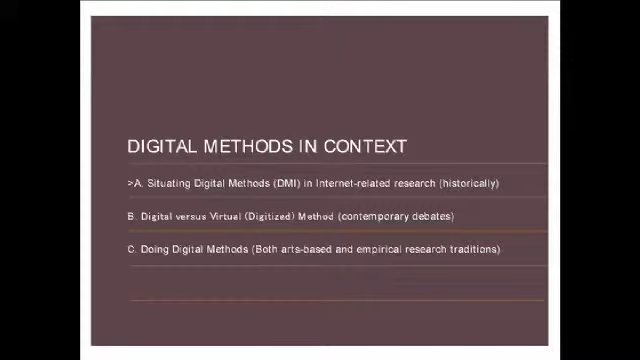 DIGITAL METHODS IN CONTEXT
>A. Situating Digital Methods (DMI) in Internet-related research (historically)
B. Digital versus Virtual (Digitized) Method (contemporary debates)
C. Doing Digital Methods (Both arts-based and empirical research traditions)